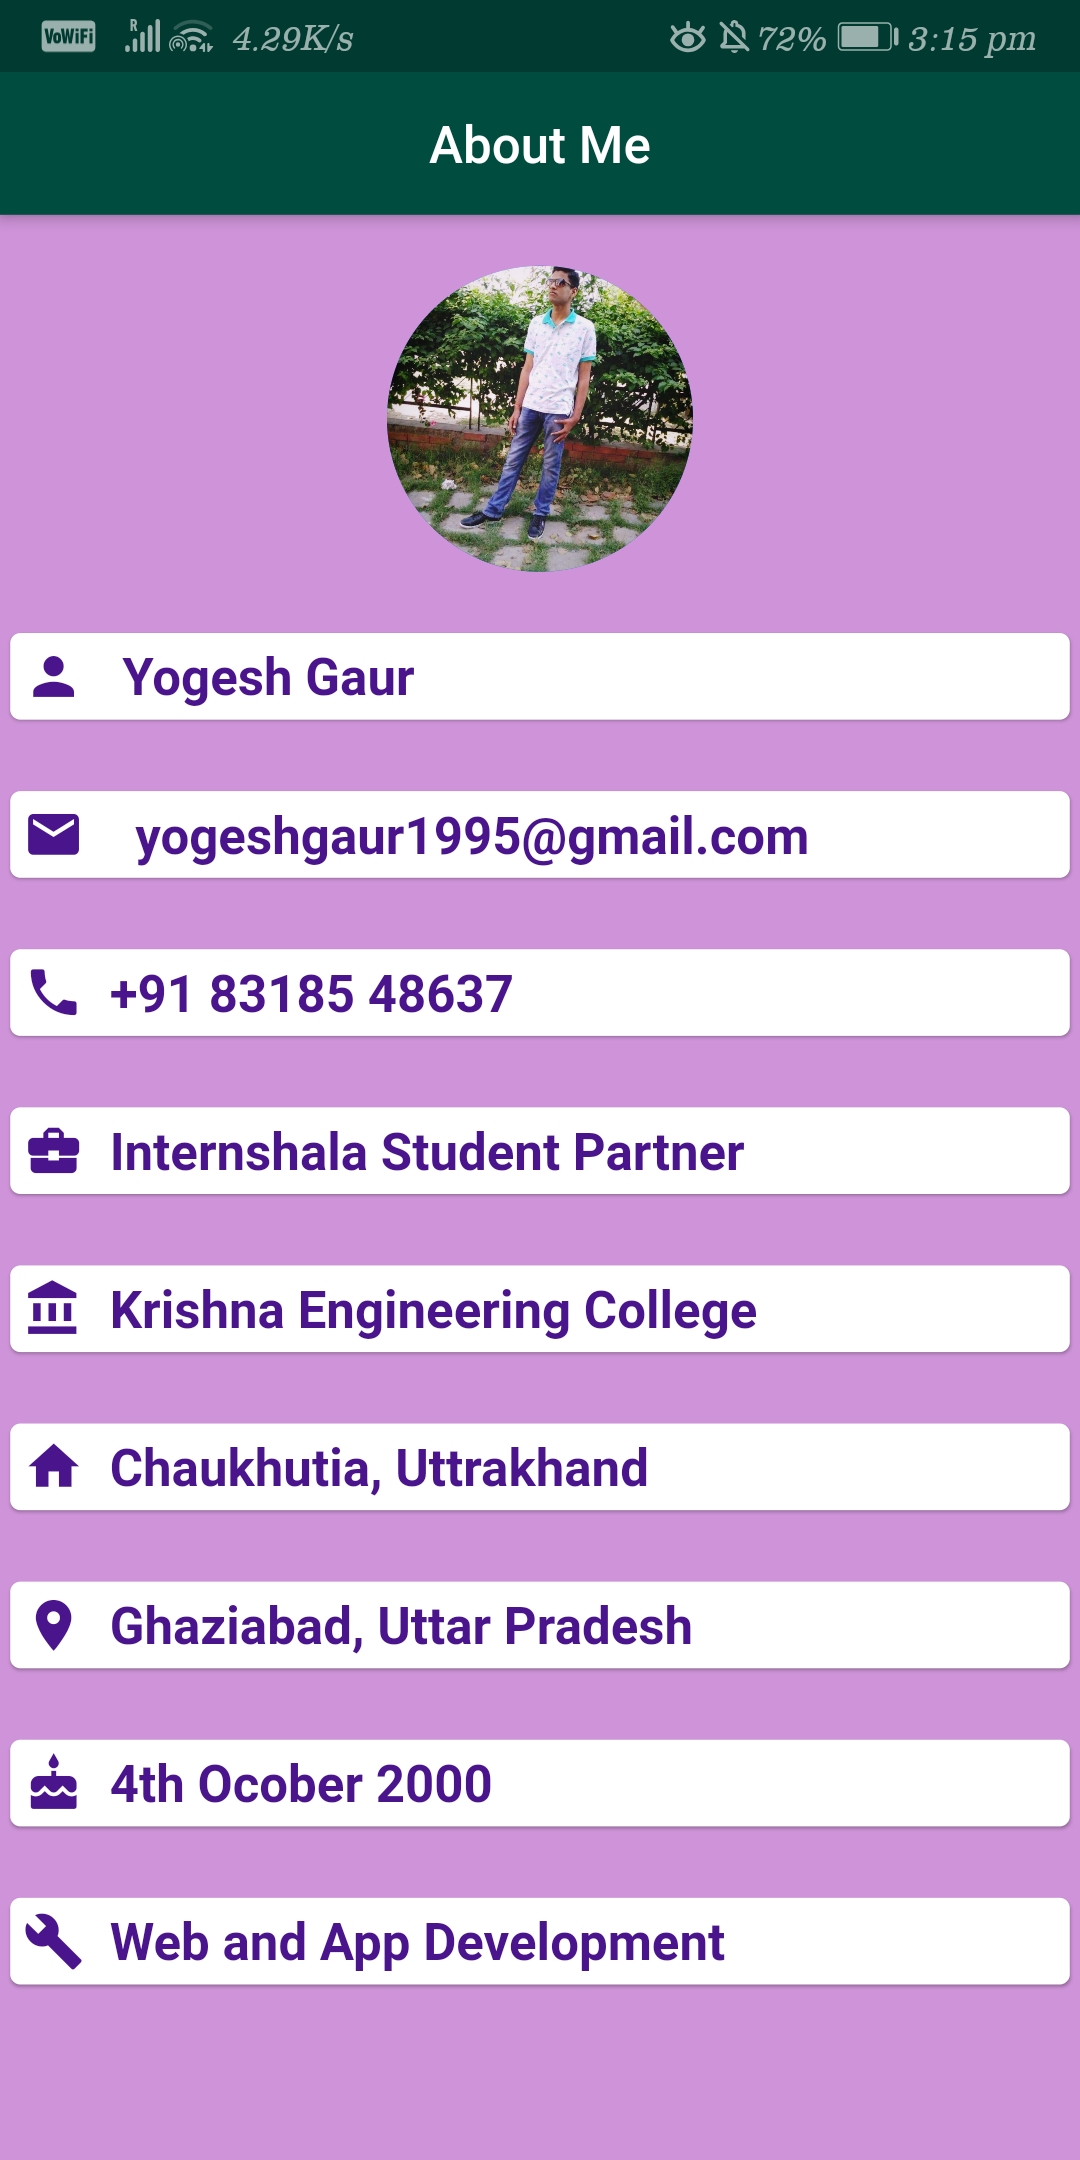 VoWiFi R 4.29K/s 72% 3:15 pm
About Me
Yogesh Gaur
yogeshgaur1995@gmail.com
+91 83185 48637
Internshala Student Partner
Krishna Engineering College
Chaukhutia, Uttrakhand
Ghaziabad, Uttar Pradesh
4th Ocober 2000
Web and App Development